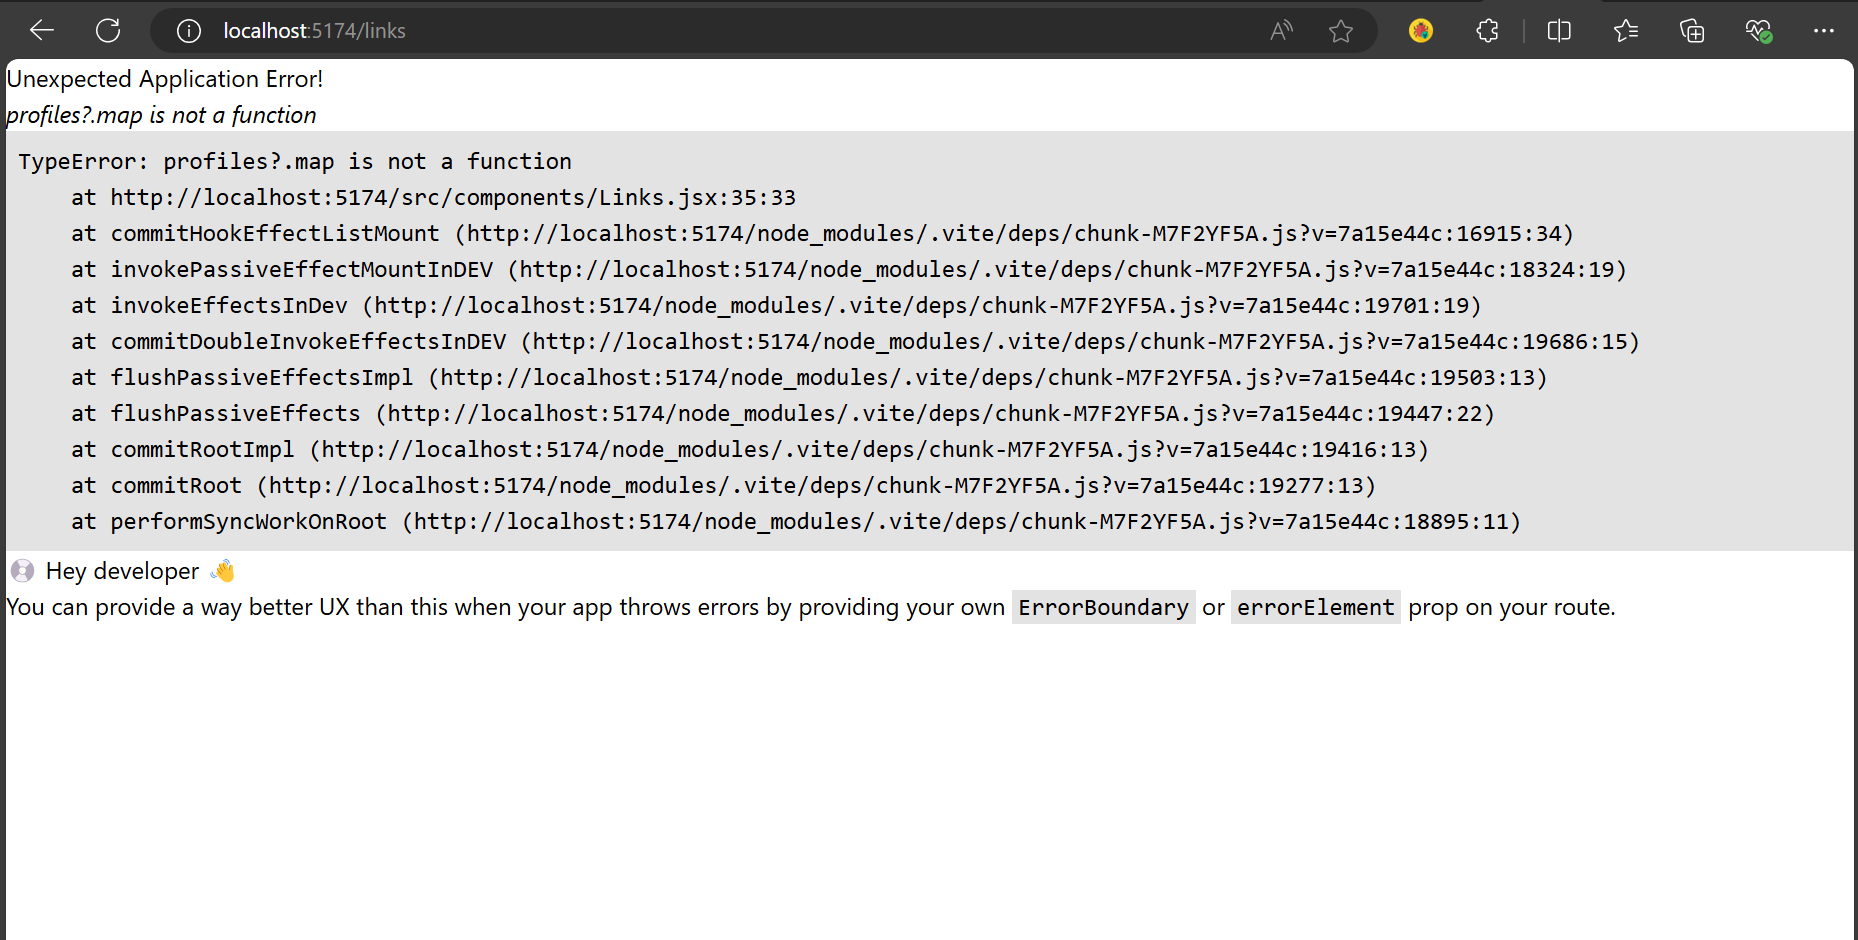 localhost:5174/links
Unexpected Application Error!
profiles?.map is not a function
TypeError: profiles?.map is not a function
    at http://localhost:5174/src/components/Links.jsx:35:33
    at commitHookEffectListMount (http://localhost:5174/node_modules/.vite/deps/chunk-M7F2YF5A.js?v=7a15e44c:16915:34)
    at invokePassiveEffectMountInDEV (http://localhost:5174/node_modules/.vite/deps/chunk-M7F2YF5A.js?v=7a15e44c:18324:19)
    at invokeEffectsInDev (http://localhost:5174/node_modules/.vite/deps/chunk-M7F2YF5A.js?v=7a15e44c:19701:19)
    at commitDoubleInvokeEffectsInDEV (http://localhost:5174/node_modules/.vite/deps/chunk-M7F2YF5A.js?v=7a15e44c:19686:15)
    at flushPassiveEffectsImpl (http://localhost:5174/node_modules/.vite/deps/chunk-M7F2YF5A.js?v=7a15e44c:19503:13)
    at flushPassiveEffects (http://localhost:5174/node_modules/.vite/deps/chunk-M7F2YF5A.js?v=7a15e44c:19447:22)
    at commitRootImpl (http://localhost:5174/node_modules/.vite/deps/chunk-M7F2YF5A.js?v=7a15e44c:19416:13)
    at commitRoot (http://localhost:5174/node_modules/.vite/deps/chunk-M7F2YF5A.js?v=7a15e44c:19277:13)
    at performSyncWorkOnRoot (http://localhost:5174/node_modules/.vite/deps/chunk-M7F2YF5A.js?v=7a15e44c:18895:11)
💿 Hey developer 👋
You can provide a way better UX than this when your app throws errors by providing your own ErrorBoundary or errorElement prop on your route.